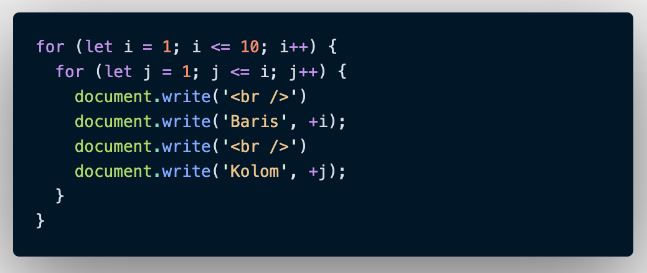 for (let i = 1; i <= 10; i++) {
  for (let j = 1; j <= i; j++) {
    document.write('<br />')
    document.write('Baris', +i);
    document.write('<br />')
    document.write('Kolom', +j);
  }
}